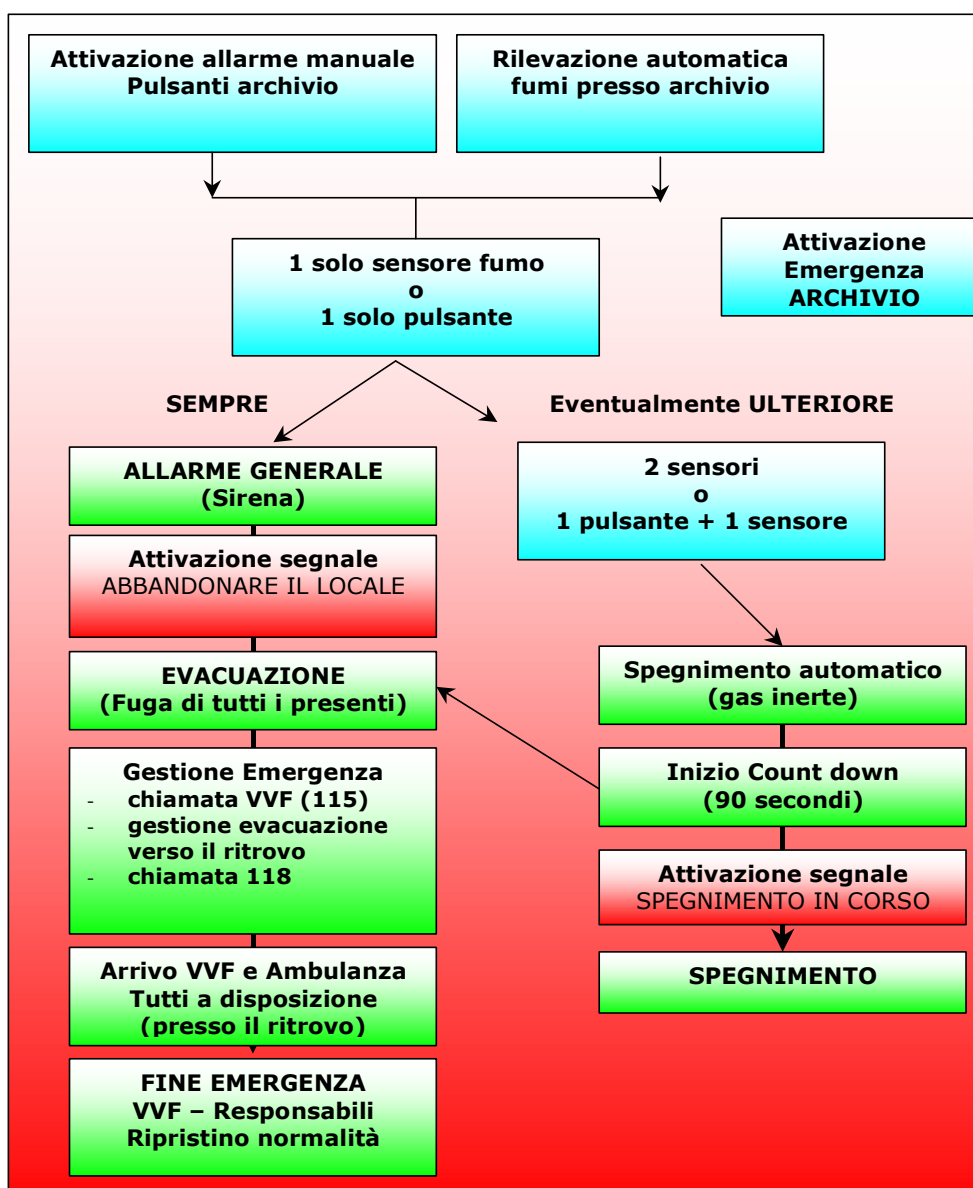 Attivazione allarme manuale
Pulsanti archivio
Rilevazione automatica
fumi presso archivio
1 solo sensore fumo
o
1 solo pulsante
Attivazione
Emergenza
ARCHIVIO
SEMPRE
Eventualmente ULTERIORE
ALLARME GENERALE
(Sirena)
2 sensori
o
1 pulsante + 1 sensore
Attivazione segnale
ABBANDONARE IL LOCALE
EVACUAZIONE
(Fuga di tutti i presenti)
Spegnimento automatico
(gas inerte)
Gestione Emergenza
- chiamata VVF (115)
- gestione evacuazione
verso il ritrovo
- chiamata 118
Inizio Count down
(90 secondi)
Attivazione segnale
SPEGNIMENTO IN CORSO
Arrivo VVF e Ambulanza
Tutti a disposizione
(presso il ritrovo)
SPEGNIMENTO
FINE EMERGENZA
VVF – Responsabili
Ripristino normalità